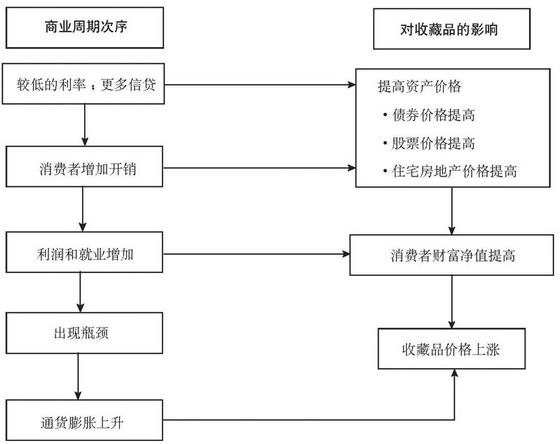 商业周期次序
对收藏品的影响
较低的利率；更多信贷
提高资产价格
·债券价格提高
·股票价格提高
·住宅房地产价格提高
消费者增加开销
利润和就业增加
消费者财富净值提高
出现瓶颈
收藏品价格上涨
通货膨胀上升